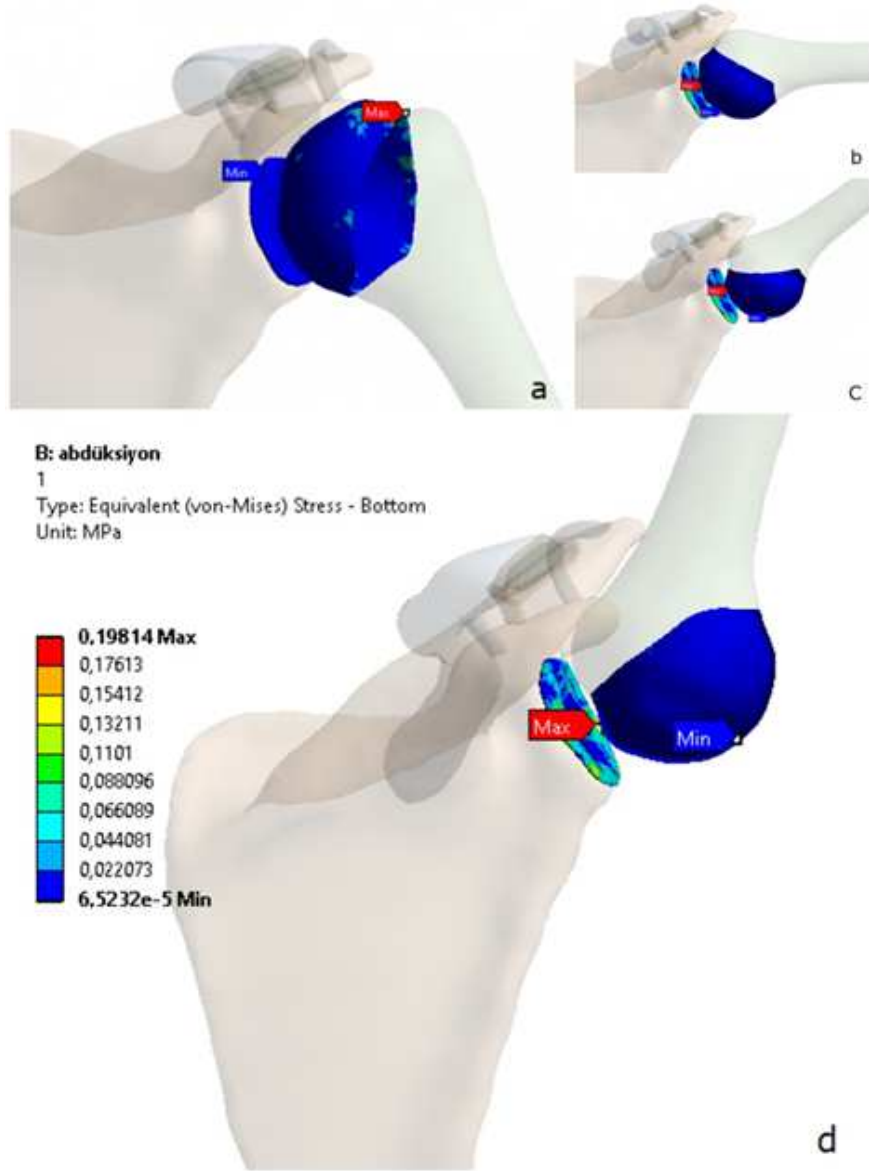 Max
Min
a
b
c
B: abdüksiyon
1
Type: Equivalent (von-Mises) Stress - Bottom
Unit: MPa
0,19814 Max
0,17613
0,15412
0,13211
0,1101
0,088096
0,066089
0,044081
0,022073
6,5232e-5 Min
Max
Min
d